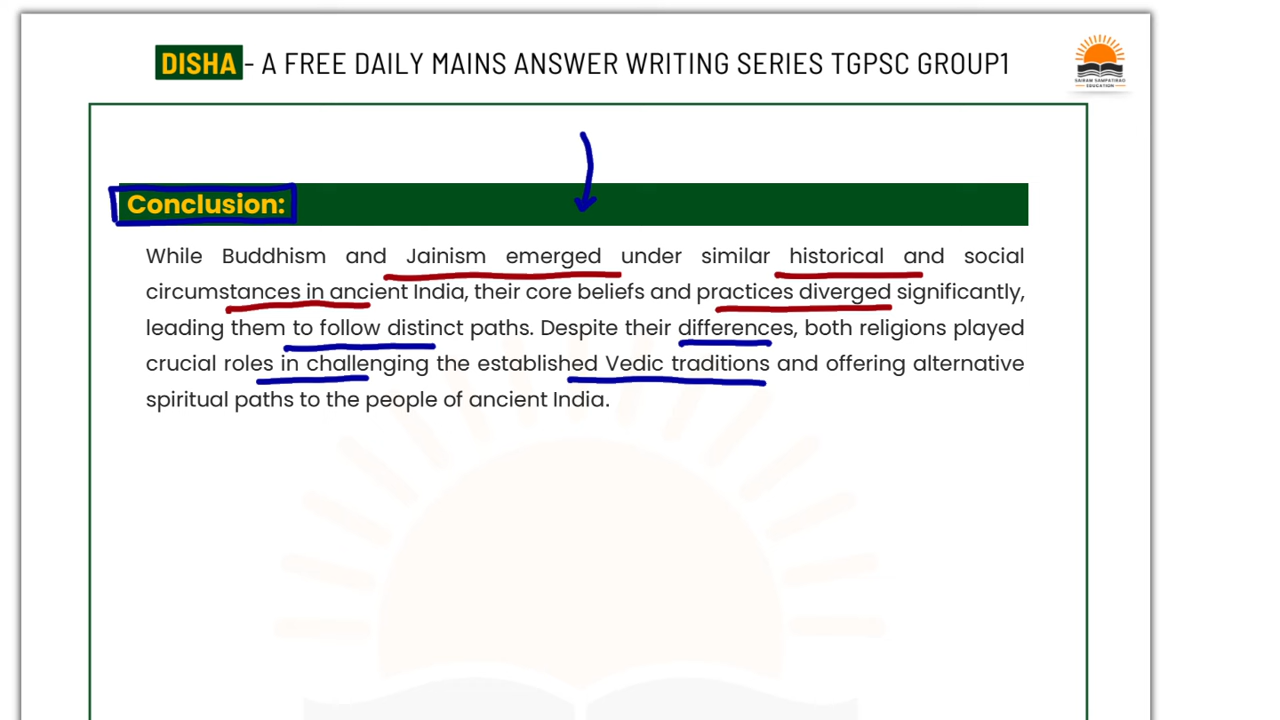 DISHA - A FREE DAILY MAINS ANSWER WRITING SERIES TGPSC GROUP1
SAIRAM SAMPATIRAO
EDUCATION
Conclusion:
While Buddhism and Jainism emerged under similar historical and social
circumstances in ancient India, their core beliefs and practices diverged significantly,
leading them to follow distinct paths. Despite their differences, both religions played
crucial roles in challenging the established Vedic traditions and offering alternative
spiritual paths to the people of ancient India.